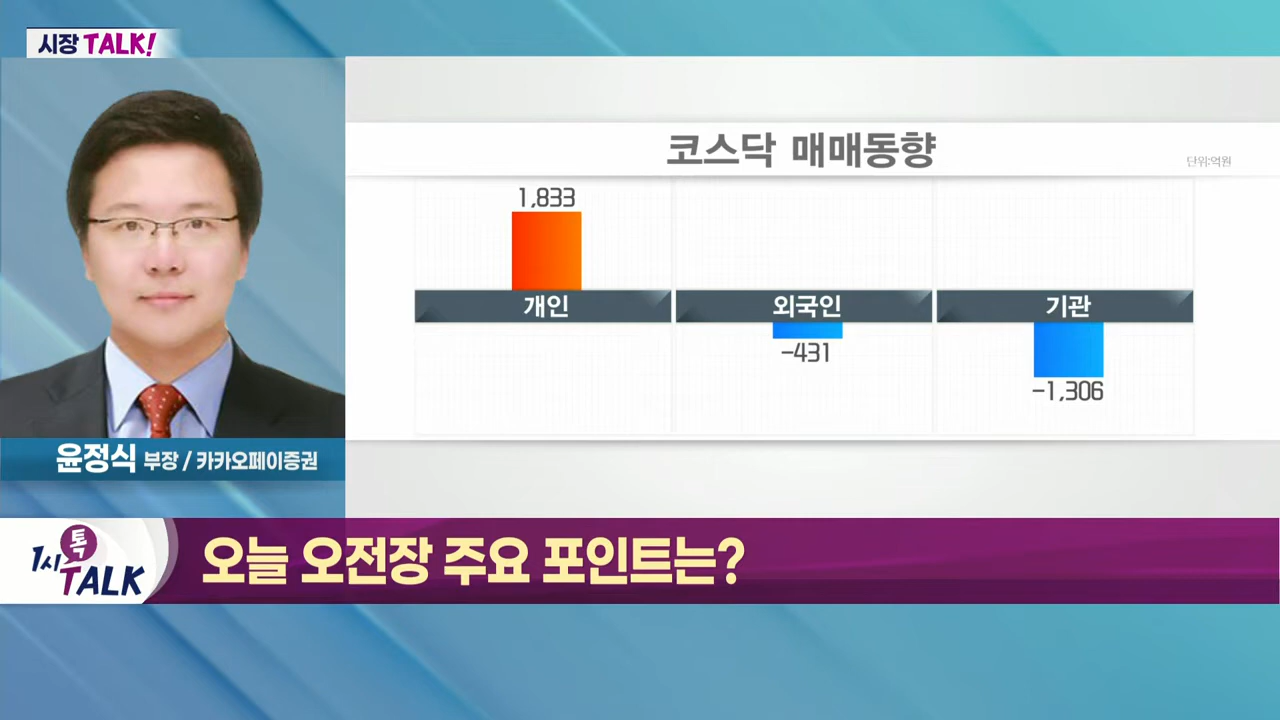 시장 TALK!
코스닥 매매동향
단위:억원
1,833
개인
외국인
기관
-431
-1,306
윤정식 부장 / 카카오페이증권
1시 톡 TALK
오늘 오전장 주요 포인트는?